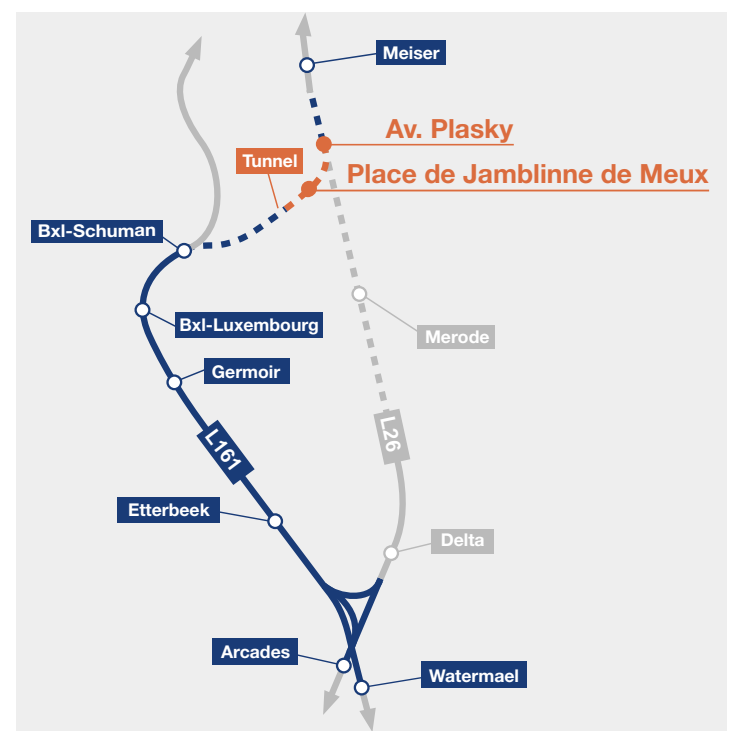 Meiser
Av. Plasky
Tunnel
Place de Jamblinne de Meux
Bxl-Schuman
Bxl-Luxembourg
Merode
Germoir
L26
L161
Etterbeek
Delta
Arcades
Watermael